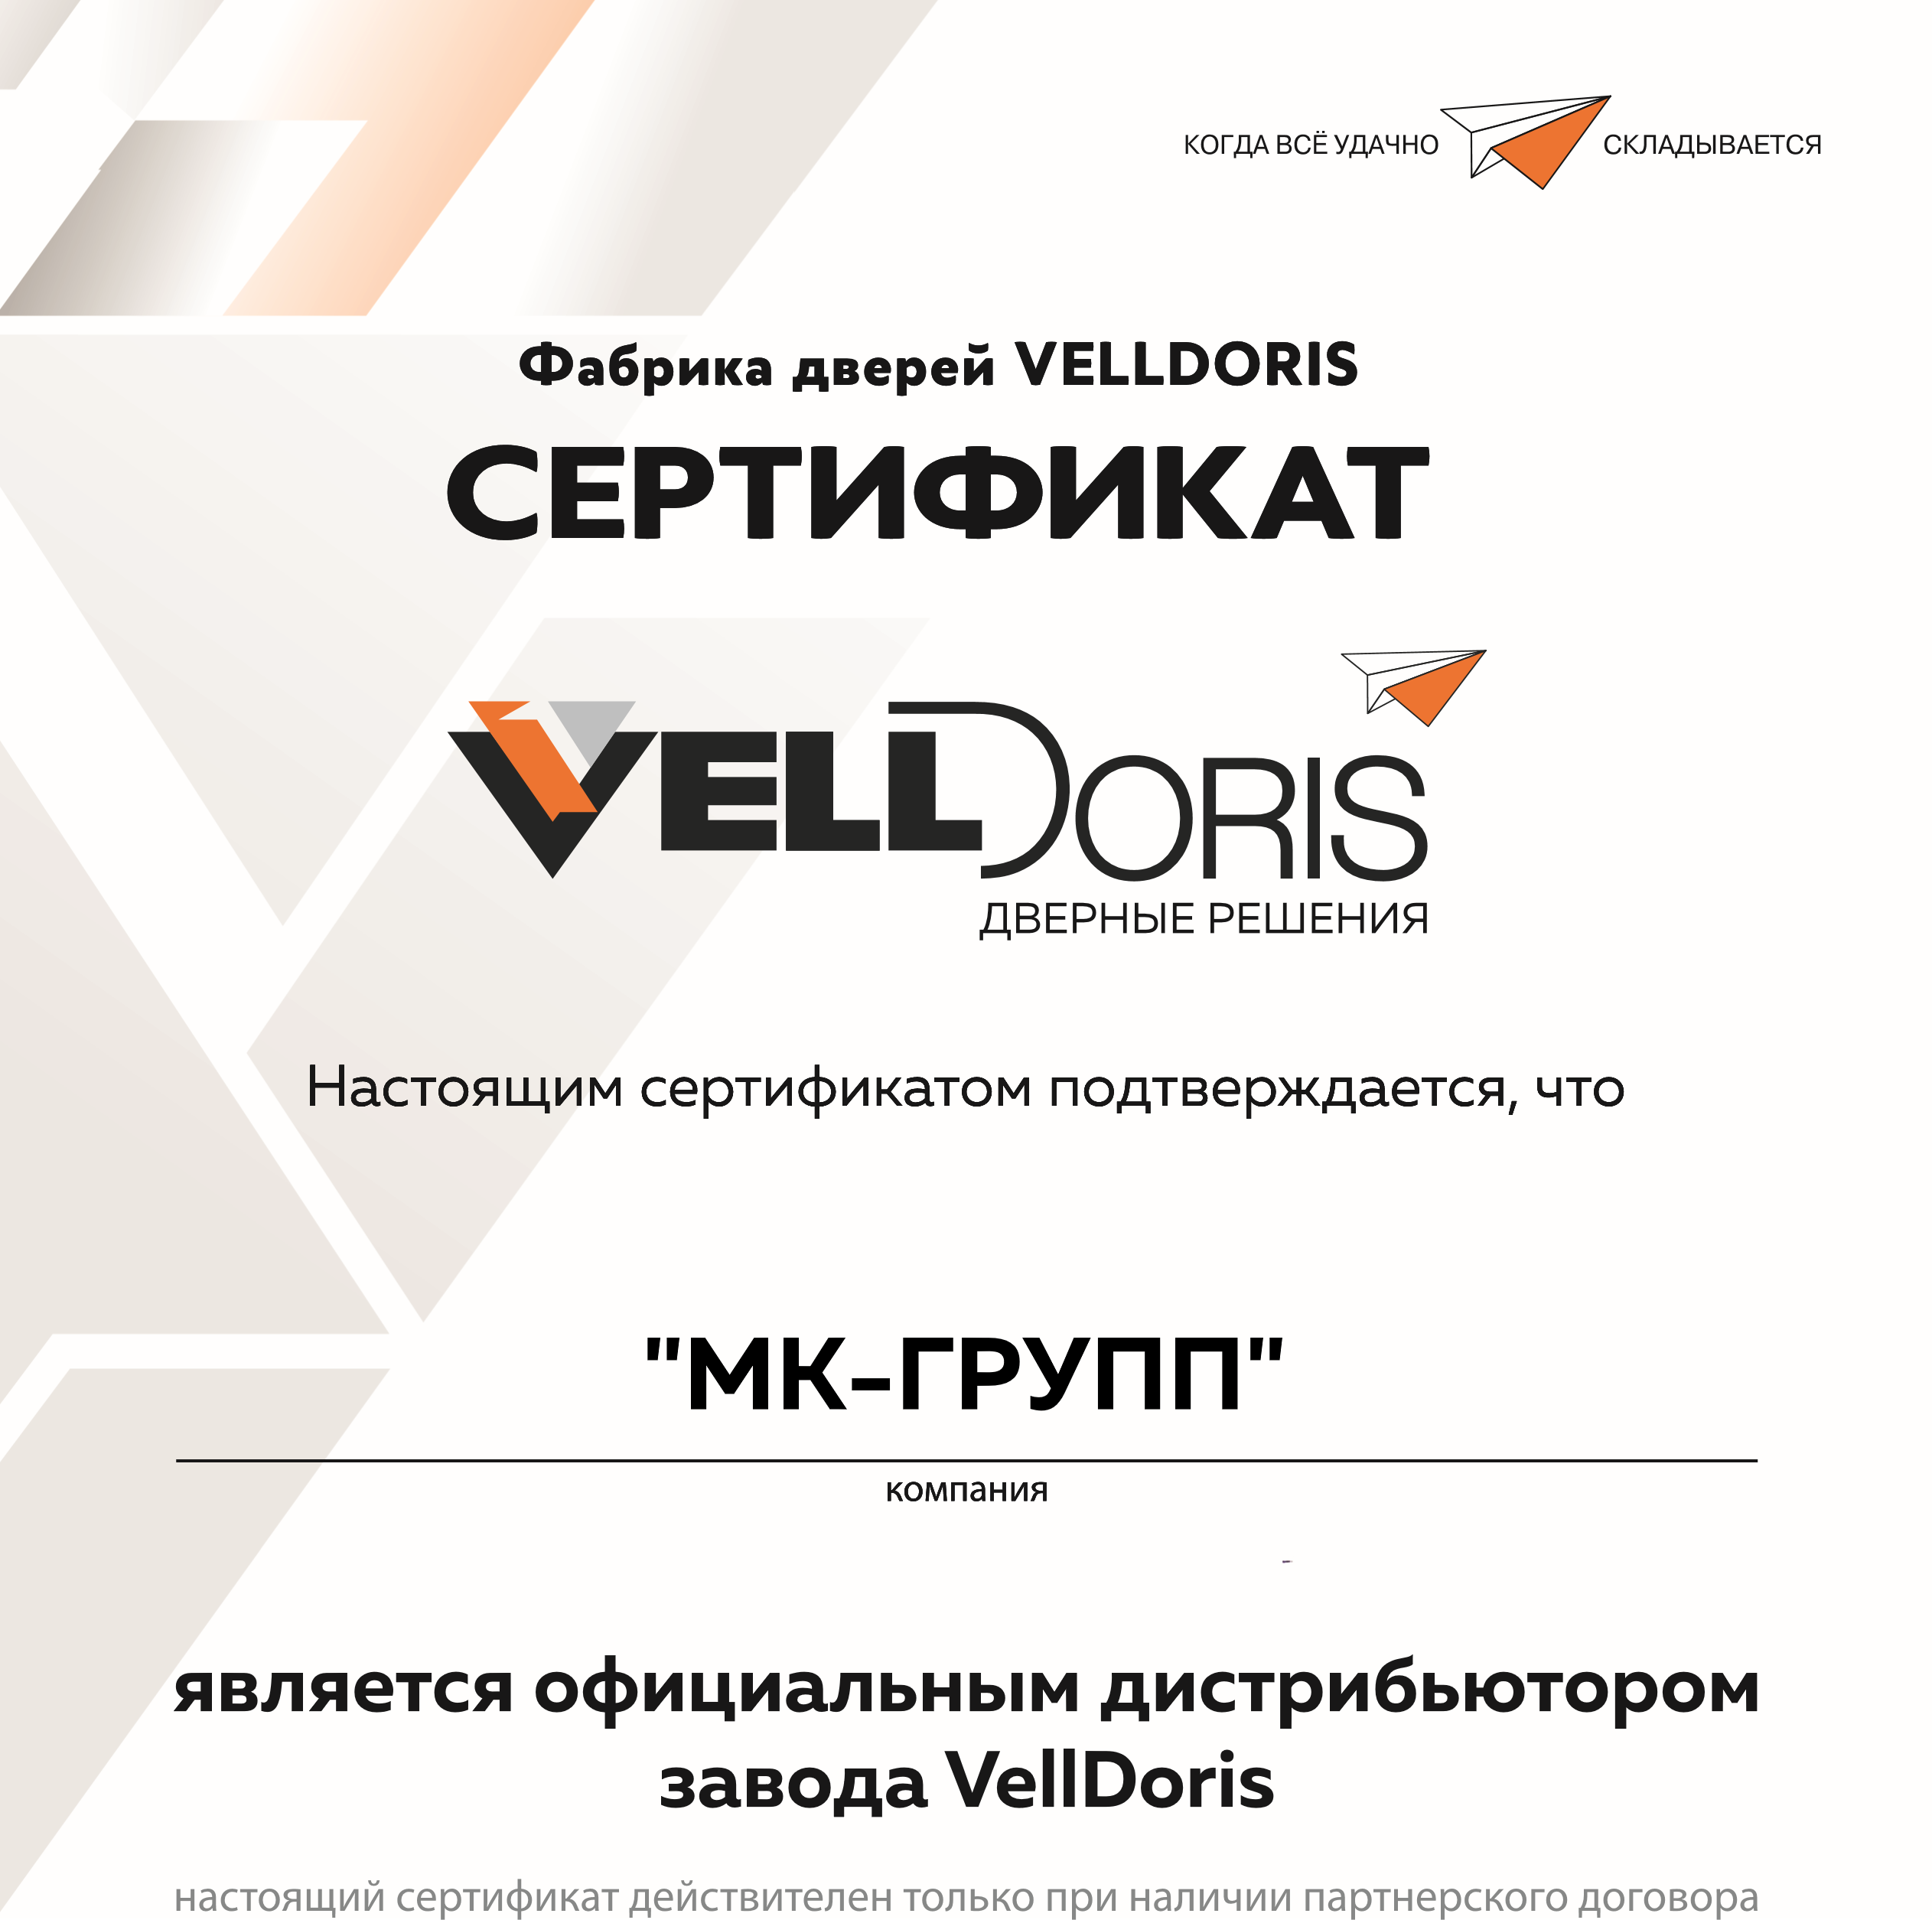 КОГДА ВСЁ УДАЧНО СКЛАДЫВАЕТСЯ
Фабрика дверей VELLDORIS
СЕРТИФИКАТ
VELLDORIS
ДВЕРНЫЕ РЕШЕНИЯ
Настоящим сертификатом подтверждается, что
"МК-ГРУПП"
компания
является официальным дистрибьютором
завода VellDoris
настоящий сертификат действителен только при наличии партнерского договора